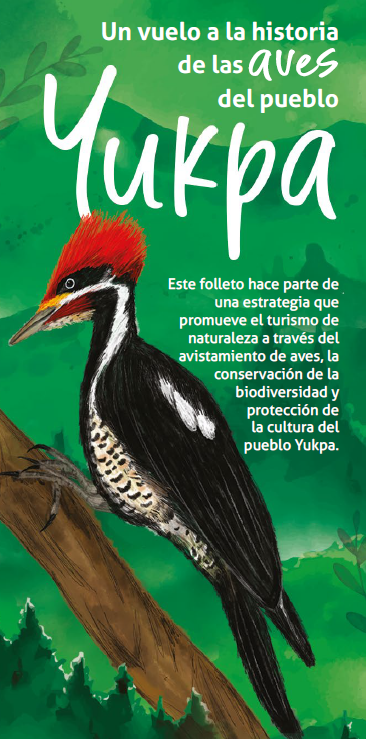 Un vuelo a la historia
de las aves
del pueblo
Yukpa
Este folleto hace parte de
una estrategia que
promueve el turismo de
naturaleza a través del
avistamiento de aves, la
conservación de la
biodiversidad y
protección de
la cultura del
pueblo Yukpa.